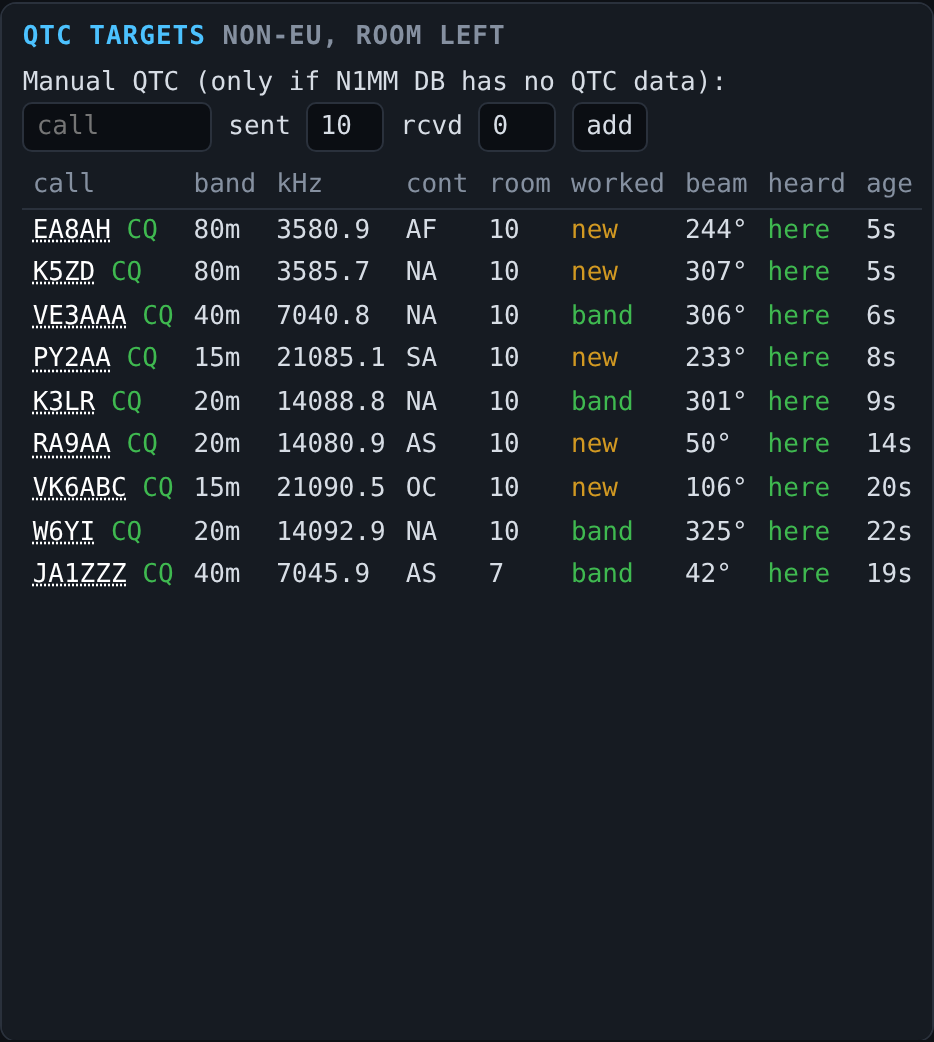 QTC TARGETS NON-EU, ROOM LEFT
Manual QTC (only if N1MM DB has no QTC data):
call sent 10 rcvd 0 add
call band kHz cont room worked beam heard age
EA8AH CQ 80m 3580.9 AF 10 new 244° here 5s
K5ZD CQ 80m 3585.7 NA 10 new 307° here 5s
VE3AAA CQ 40m 7040.8 NA 10 band 306° here 6s
PY2AA CQ 15m 21085.1 SA 10 new 233° here 8s
K3LR CQ 20m 14088.8 NA 10 band 301° here 9s
RA9AA CQ 20m 14080.9 AS 10 new 50° here 14s
VK6ABC CQ 15m 21090.5 OC 10 new 106° here 20s
W6YI CQ 20m 14092.9 NA 10 band 325° here 22s
JA1ZZZ CQ 40m 7045.9 AS 7 band 42° here 19s